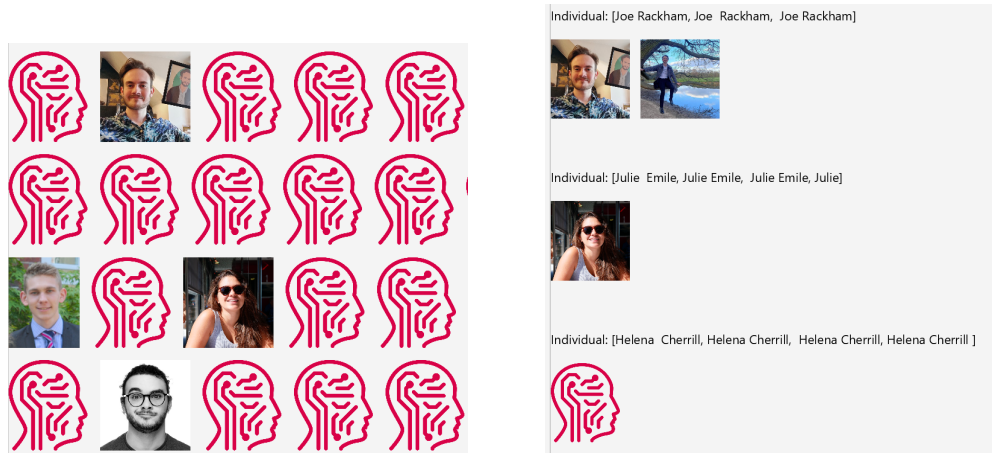 Individual: [Joe Rackham, Joe  Rackham,  Joe Rackham]
Individual: [Julie  Emile, Julie Emile,  Julie Emile, Julie]
Individual: [Helena  Cherrill, Helena Cherrill,  Helena Cherrill, Helena Cherrill ]